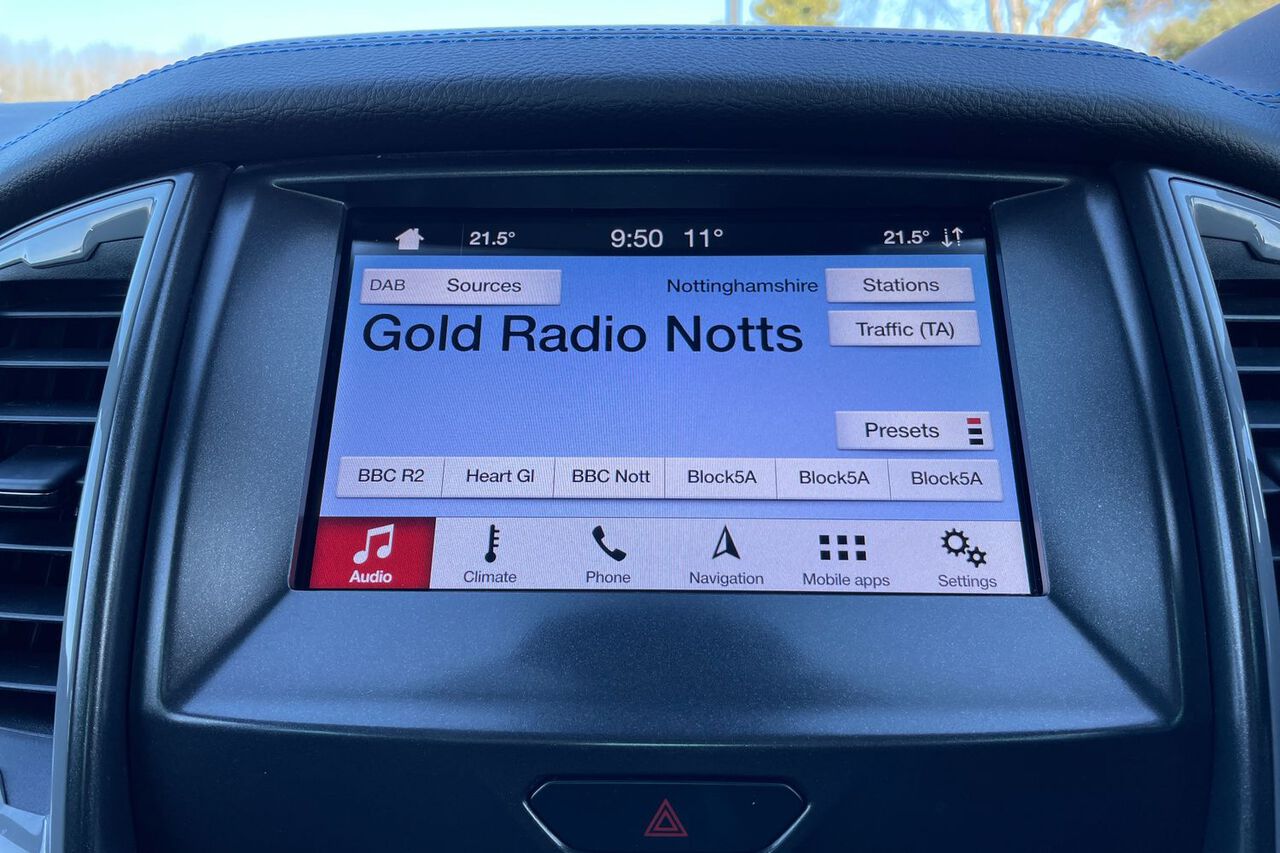 21.5° 9:50 11° 21.5°
DAB Sources Nottinghamshire Stations
Gold Radio Notts Traffic (TA)
Presets
BBC R2 Heart Gl BBC Nott Block5A Block5A Block5A
Audio Climate Phone Navigation Mobile apps Settings